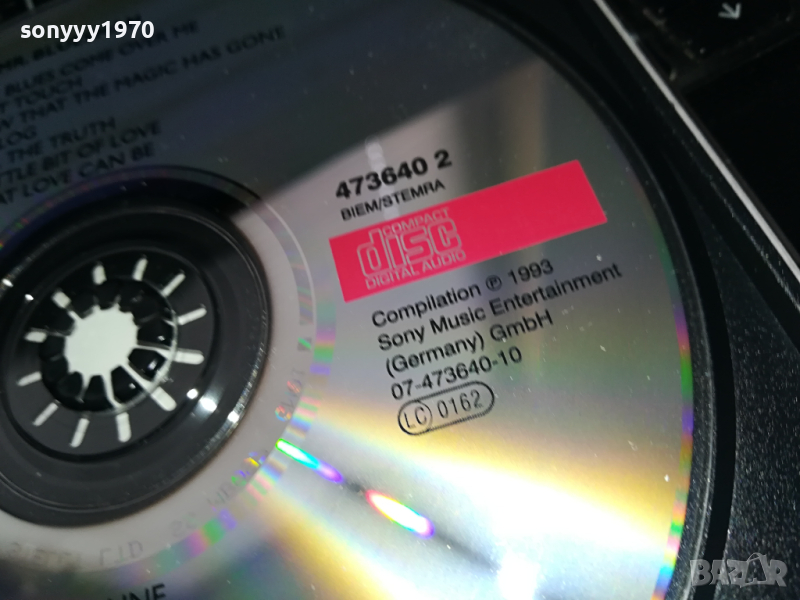 sonyyy1970
BLUES COME OVER ME
TOUCH
THAT THE MAGIC HAS GONE
THE TRUTH
BIT OF LOVE
LOVE CAN BE
473640 2
BIEM/STEMRA
COMPACT
disc
DIGITAL AUDIO
Compilation ℗ 1993
Sony Music Entertainment
(Germany) GmbH
07-473640-10
LC 0162
BAZAR